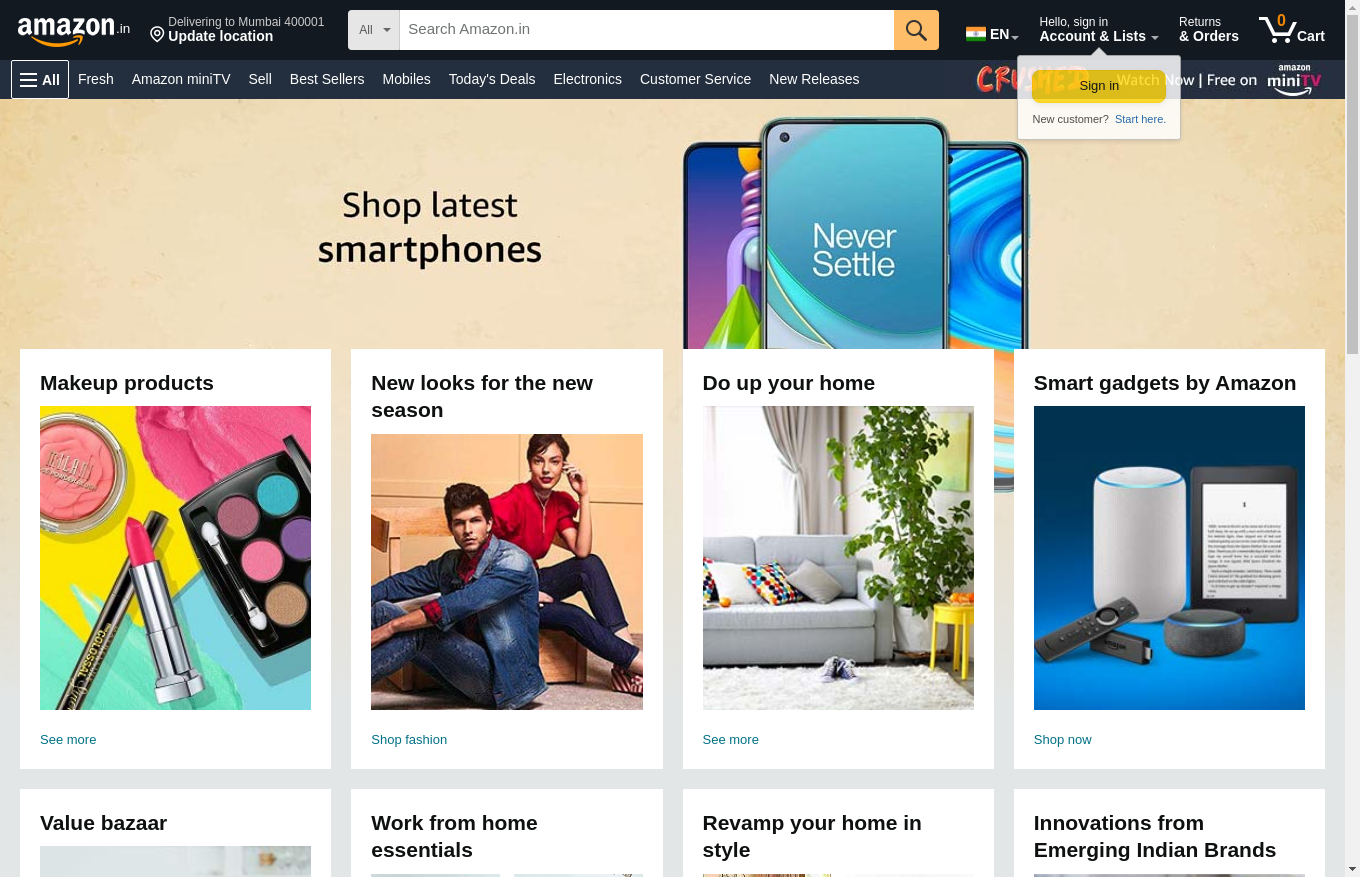 amazon.in
Delivering to Mumbai 400001
Update location
All
Search Amazon.in
EN
Hello, sign in
Account & Lists
Returns
& Orders
0
Cart
All
Fresh
Amazon miniTV
Sell
Best Sellers
Mobiles
Today's Deals
Electronics
Customer Service
New Releases
CRUSHED
Watch Now | Free on
amazon
miniTV
Sign in
New customer? Start here.
Shop latest
smartphones
Never
Settle
Makeup products
New looks for the new
season
Do up your home
Smart gadgets by Amazon
MILANI
COLOSSAL
See more
Shop fashion
See more
Shop now
Value bazaar
Work from home
essentials
Revamp your home in
style
Innovations from
Emerging Indian Brands